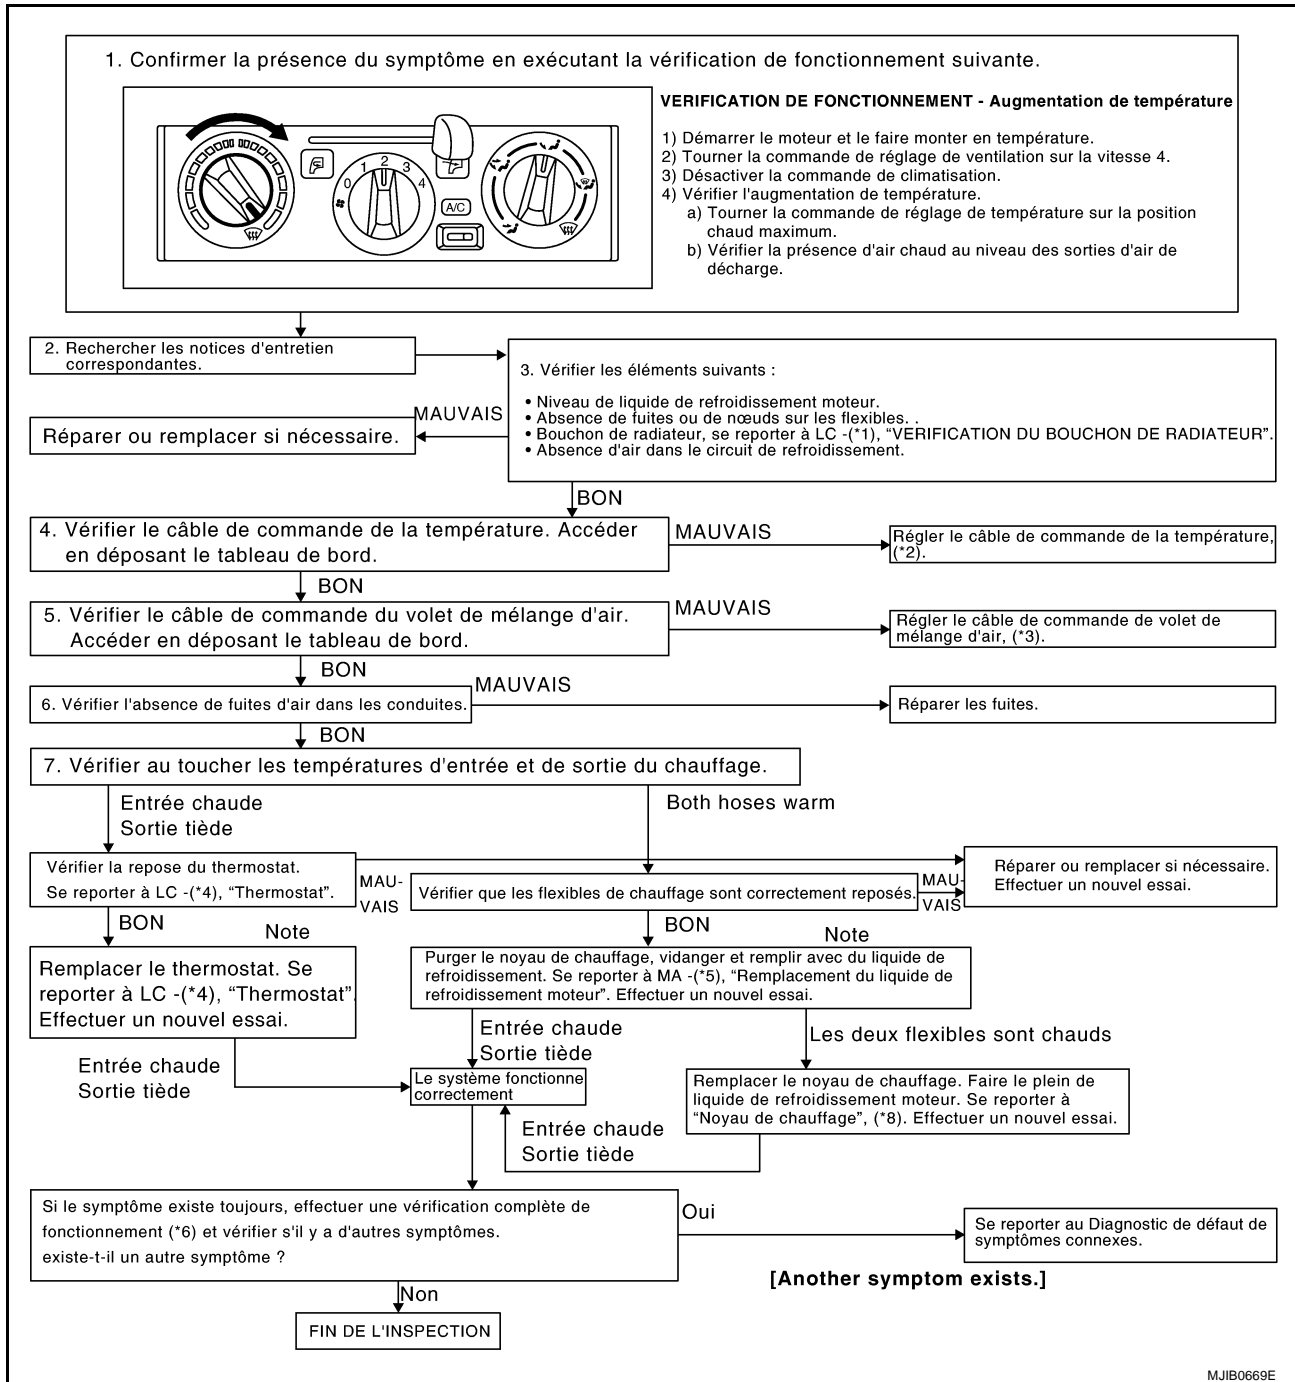 1. Confirmer la présence du symptôme en exécutant la vérification de fonctionnement suivante.
0
1
2
3
4
A/C
VERIFICATION DE FONCTIONNEMENT - Augmentation de température
1) Démarrer le moteur et le faire monter en température.
2) Tourner la commande de réglage de ventilation sur la vitesse 4.
3) Désactiver la commande de climatisation.
4) Vérifier l'augmentation de température.
a) Tourner la commande de réglage de température sur la position
chaud maximum.
b) Vérifier la présence d'air chaud au niveau des sorties d'air de
décharge.
2. Rechercher les notices d'entretien
correspondantes.
3. Vérifier les éléments suivants :
• Niveau de liquide de refroidissement moteur.
• Absence de fuites ou de nœuds sur les flexibles. .
• Bouchon de radiateur, se reporter à LC -(*1), “VERIFICATION DU BOUCHON DE RADIATEUR”.
• Absence d'air dans le circuit de refroidissement.
MAUVAIS
Réparer ou remplacer si nécessaire.
BON
4. Vérifier le câble de commande de la température. Accéder
en déposant le tableau de bord.
MAUVAIS
Régler le câble de commande de la température,
(*2).
BON
5. Vérifier le câble de commande du volet de mélange d'air.
Accéder en déposant le tableau de bord.
MAUVAIS
Régler le câble de commande de volet de
mélange d'air, (*3).
BON
6. Vérifier l'absence de fuites d'air dans les conduites.
MAUVAIS
Réparer les fuites.
BON
7. Vérifier au toucher les températures d'entrée et de sortie du chauffage.
Entrée chaude
Sortie tiède
Both hoses warm
Vérifier la repose du thermostat.
Se reporter à LC -(*4), “Thermostat”.
MAU-
VAIS
Vérifier que les flexibles de chauffage sont correctement reposés.
MAU-
VAIS
Réparer ou remplacer si nécessaire.
Effectuer un nouvel essai.
BON
Note
BON
Note
Remplacer le thermostat. Se
reporter à LC -(*4), “Thermostat”.
Effectuer un nouvel essai.
Purger le noyau de chauffage, vidanger et remplir avec du liquide de
refroidissement. Se reporter à MA -(*5), “Remplacement du liquide de
refroidissement moteur”. Effectuer un nouvel essai.
Entrée chaude
Sortie tiède
Entrée chaude
Sortie tiède
Les deux flexibles sont chauds
Le système fonctionne
correctement
Remplacer le noyau de chauffage. Faire le plein de
liquide de refroidissement moteur. Se reporter à
“Noyau de chauffage”, (*8). Effectuer un nouvel essai.
Entrée chaude
Sortie tiède
Si le symptôme existe toujours, effectuer une vérification complète de
fonctionnement (*6) et vérifier s'il y a d'autres symptômes.
existe-t-il un autre symptôme ?
Oui
Se reporter au Diagnostic de défaut de
symptômes connexes.
[Another symptom exists.]
Non
FIN DE L'INSPECTION
MJIB0669E